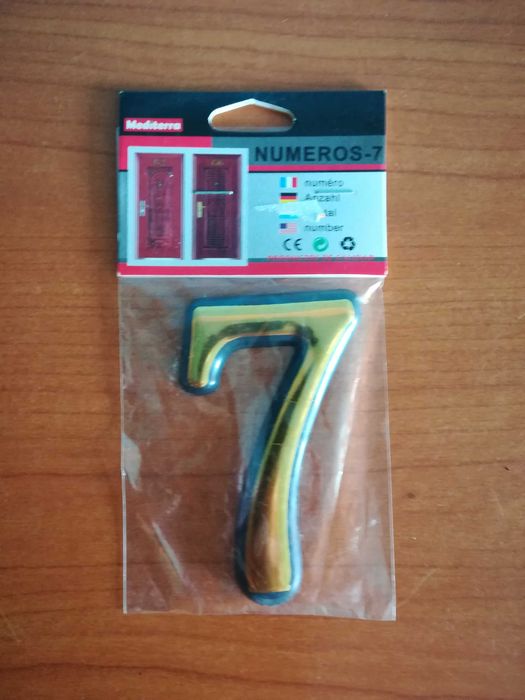 Mediterra
NUMEROS-7
numéro
Anzahl
number
CE
7